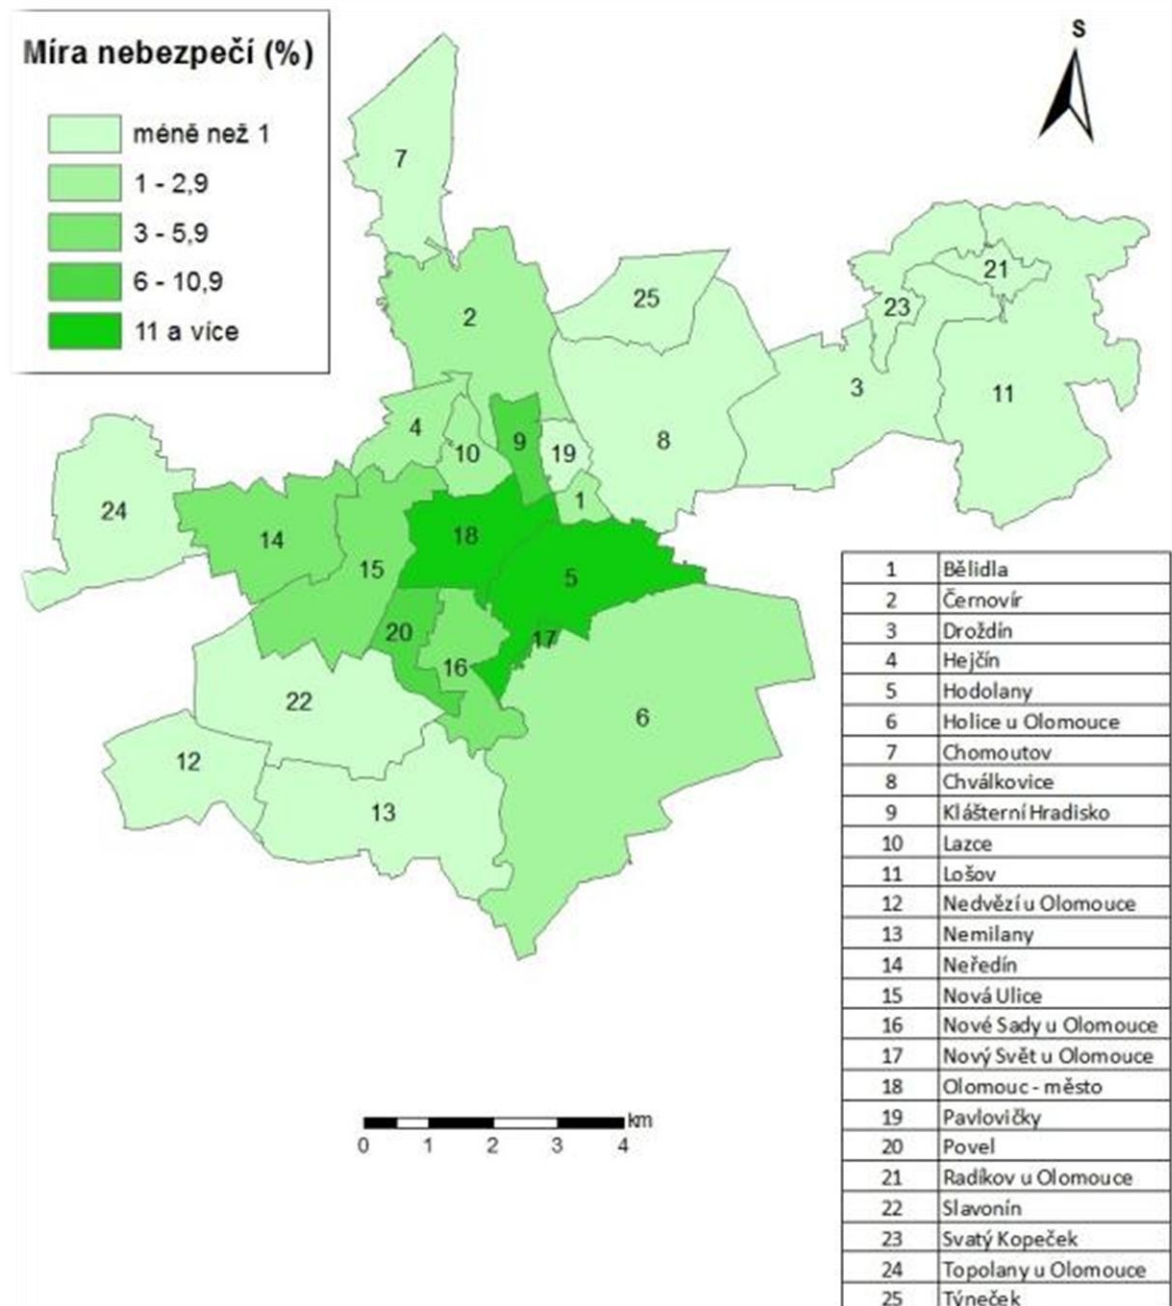 Míra nebezpečí (%)
méně než 1
1 - 2,9
3 - 5,9
6 - 10,9
11 a více
S
7
2
25
21
23
3
11
4
10
9
19
8
1
24
14
15
18
5
20
17
16
22
6
12
13
km
0 1 2 3 4
1 Bělidla
2 Černovír
3 Droždín
4 Hejčín
5 Hodolany
6 Holice u Olomouce
7 Chomoutov
8 Chválkovice
9 Klášterní Hradisko
10 Lazce
11 Lošov
12 Nedvězí u Olomouce
13 Nemilany
14 Neředín
15 Nová Ulice
16 Nové Sady u Olomouce
17 Nový Svět u Olomouce
18 Olomouc - město
19 Pavlovičky
20 Povel
21 Radíkov u Olomouce
22 Slavonín
23 Svatý Kopeček
24 Topolany u Olomouce
25 Týneček